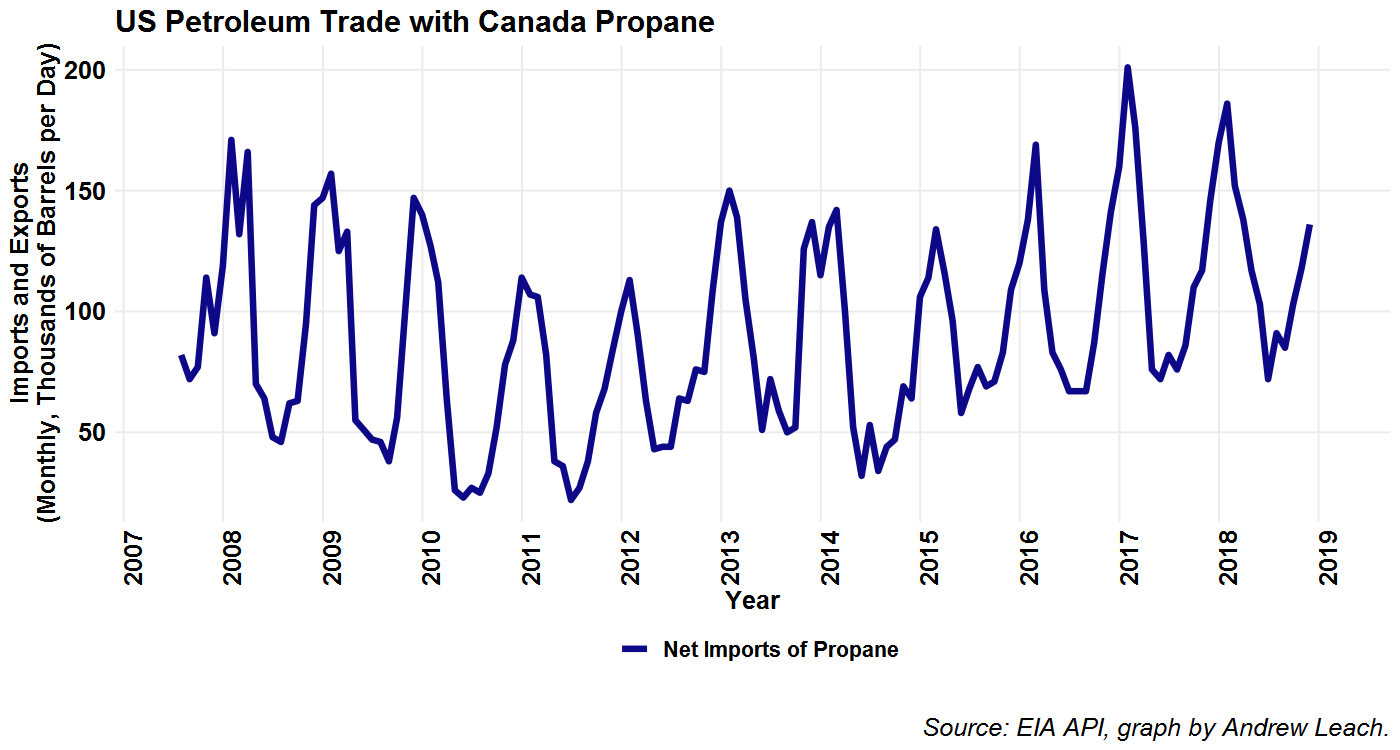 US Petroleum Trade with Canada Propane
Imports and Exports
(Monthly, Thousands of Barrels per Day)
200
150
100
50
2007
2008
2009
2010
2011
2012
2013
2014
2015
2016
2017
2018
2019
Year
Net Imports of Propane
Source: EIA API, graph by Andrew Leach.